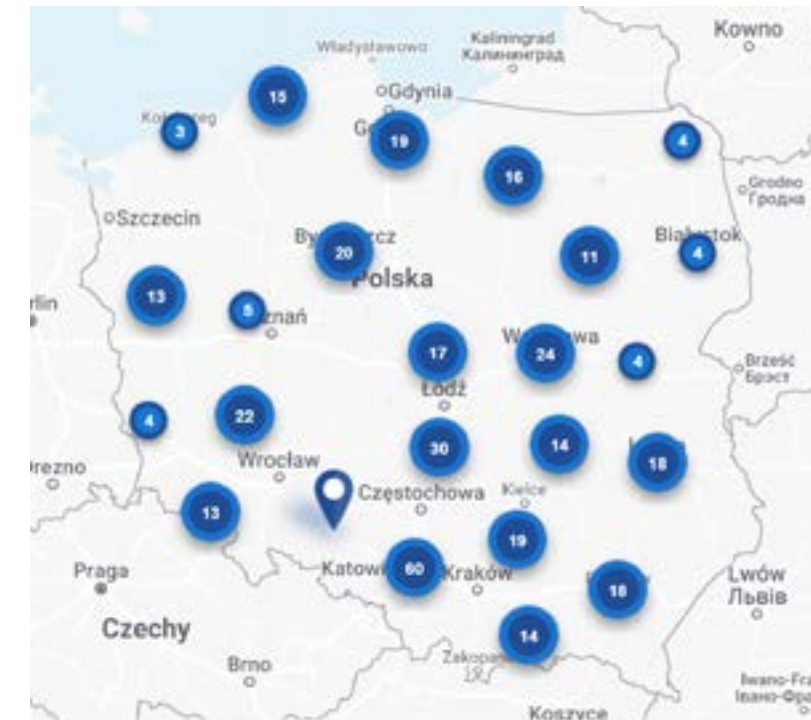 Kowno
Władysławowo
Kaliningrad
Калининград
Gdynia
15
3
19
4
16
Grodno
Гродна
Szczecin
20
Polska
11
4
13
5
znań
17
24
4
Brześć
Брэст
Łódź
4
22
30
14
18
Wrocław
13
Częstochowa
Kielce
19
Praga
60
Kraków
18
Lwów
Львів
Czechy
14
Brno
Koszyce